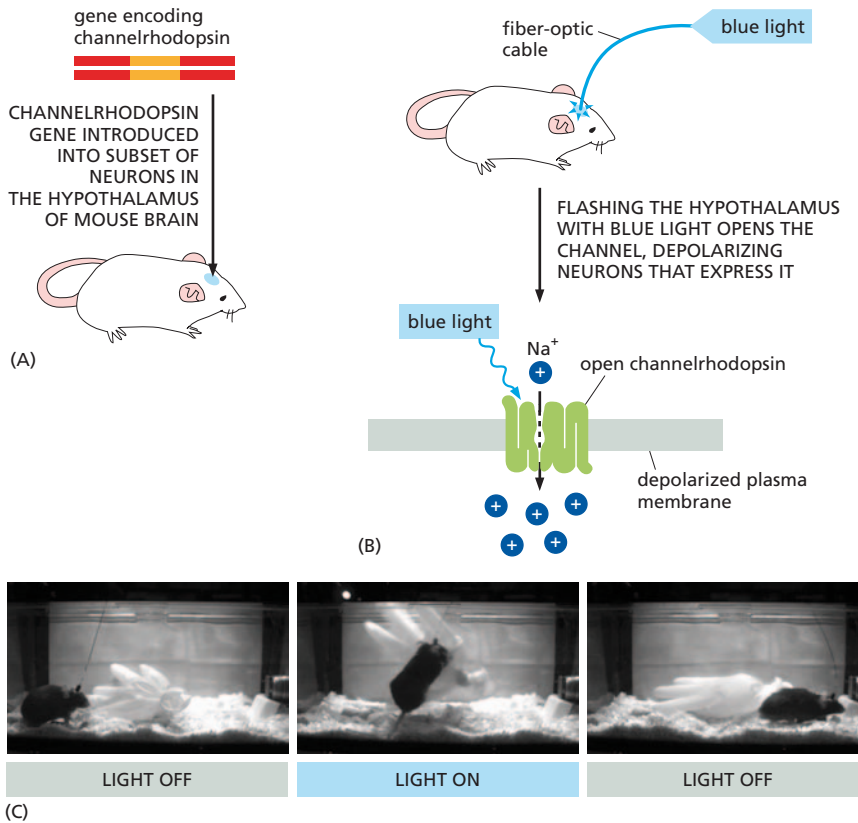 gene encoding
channelrhodopsin
CHANNELRHODOPSIN
GENE INTRODUCED
INTO SUBSET OF
NEURONS IN
THE HYPOTHALAMUS
OF MOUSE BRAIN
(A)
fiber-optic
cable
blue light
FLASHING THE HYPOTHALAMUS
WITH BLUE LIGHT OPENS THE
CHANNEL, DEPOLARIZING
NEURONS THAT EXPRESS IT
blue light
Na⁺
+
open channelrhodopsin
depolarized plasma
membrane
+ + +
+ +
(B)
LIGHT OFF
LIGHT ON
LIGHT OFF
(C)